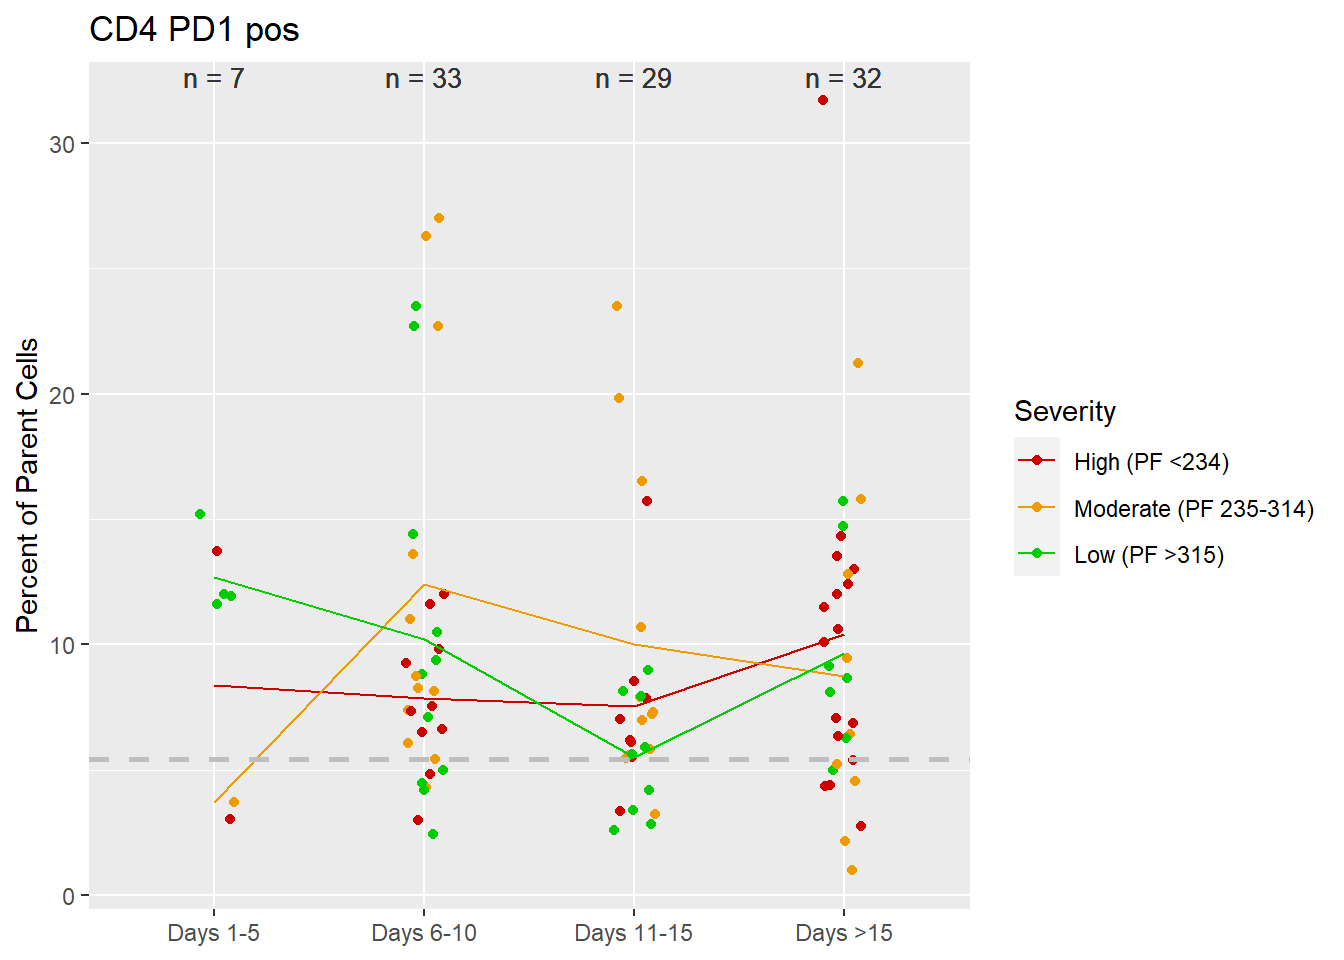 CD4 PD1 pos
n = 7 n = 33 n = 29 n = 32
30
20
10
0
Percent of Parent Cells
Days 1-5 Days 6-10 Days 11-15 Days >15
Severity
High (PF <234)
Moderate (PF 235-314)
Low (PF >315)